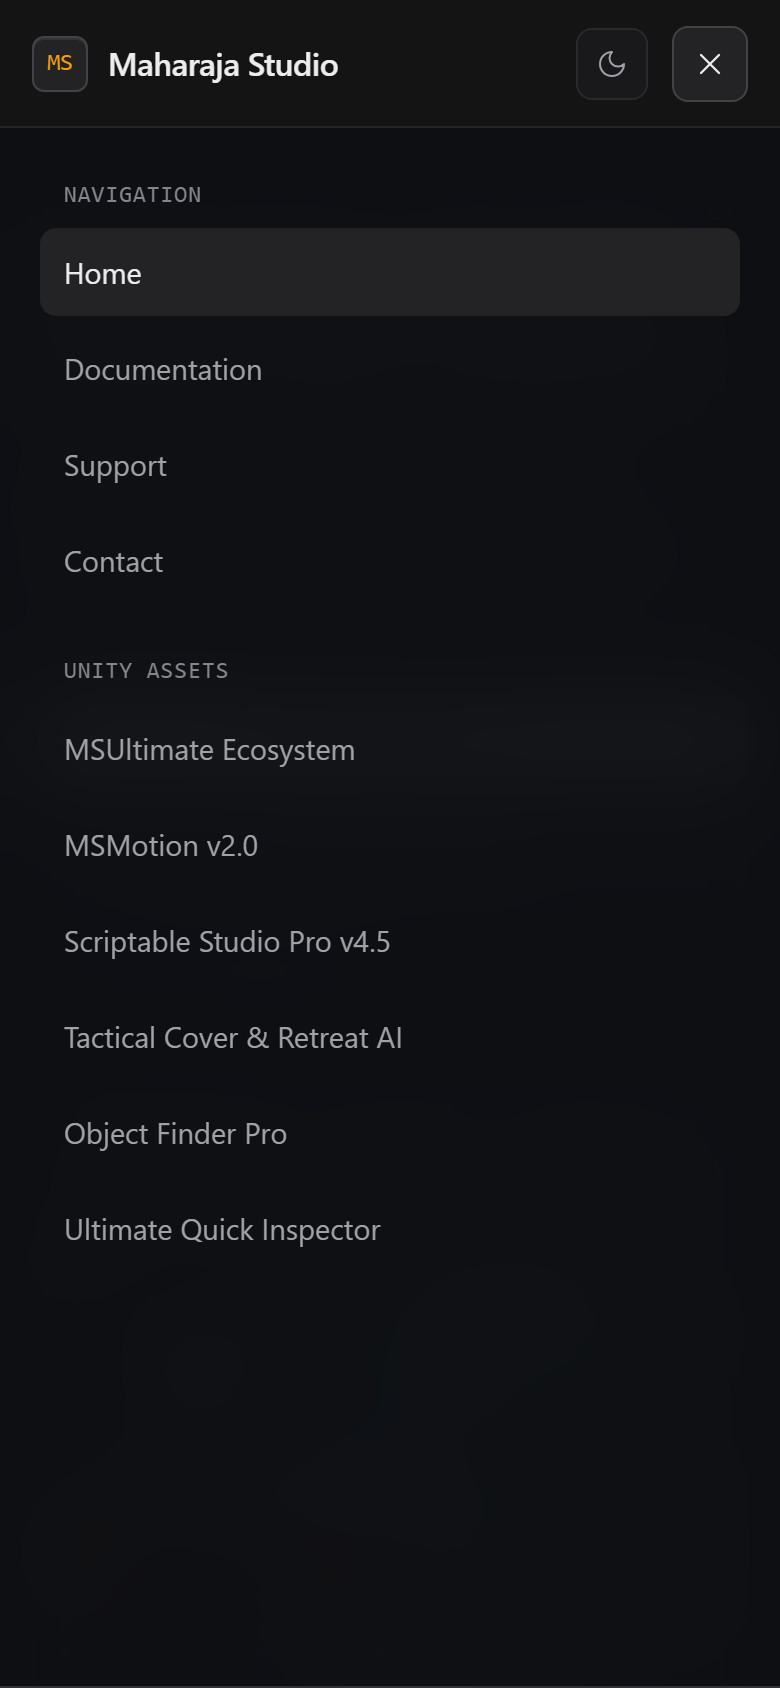 MS Maharaja Studio
NAVIGATION
Home
Documentation
Support
Contact
UNITY ASSETS
MSUltimate Ecosystem
MSMotion v2.0
Scriptable Studio Pro v4.5
Tactical Cover & Retreat AI
Object Finder Pro
Ultimate Quick Inspector